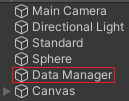 Main Camera
Directional Light
Standard
Sphere
Data Manager
Canvas